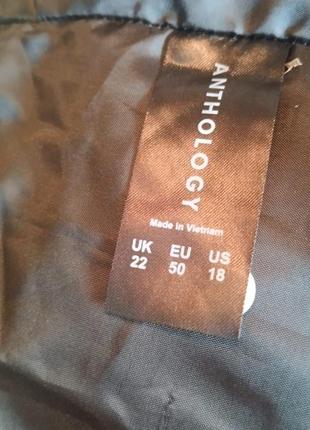 ANTHOLOGY
Made in Vietnam
UK EU US
22 50 18